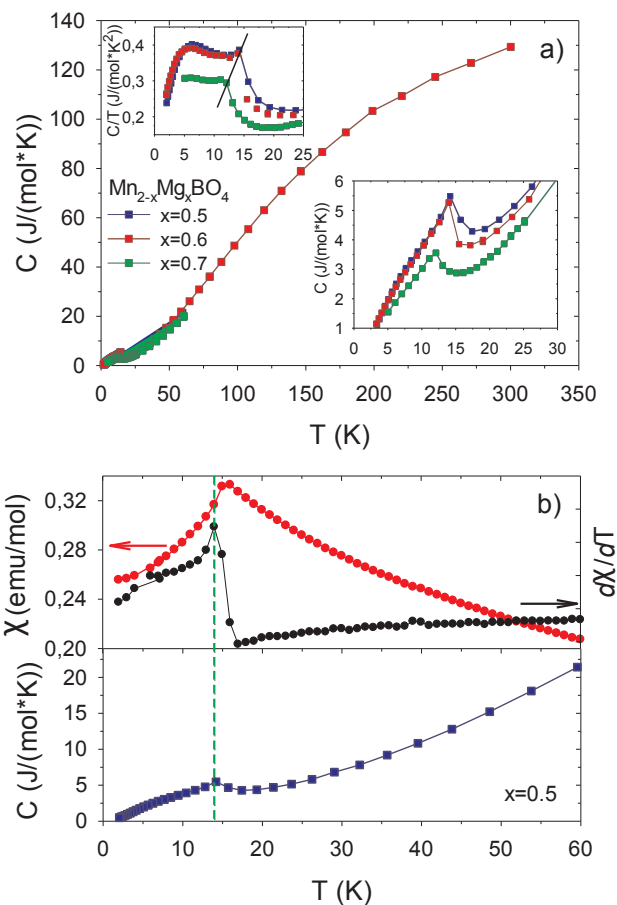 a)
C/T (J/(mol*K²)
0,4
0,3
0,2
0 5 10 15 20 25
Mn₂₋ₓMgₓBO₄
x=0.5
x=0.6
x=0.7
C (J/(mol*K))
140
120
100
80
60
40
20
0
C (J/(mol*K))
6
5
4
3
2
1
0 5 10 15 20 25 30
0 50 100 150 200 250 300 350
T (K)
b)
χ (emu/mol)
0,32
0,28
0,24
0,20
dχ/dT
C (J/(mol*K))
20
15
10
5
0
x=0.5
0 10 20 30 40 50 60
T (K)